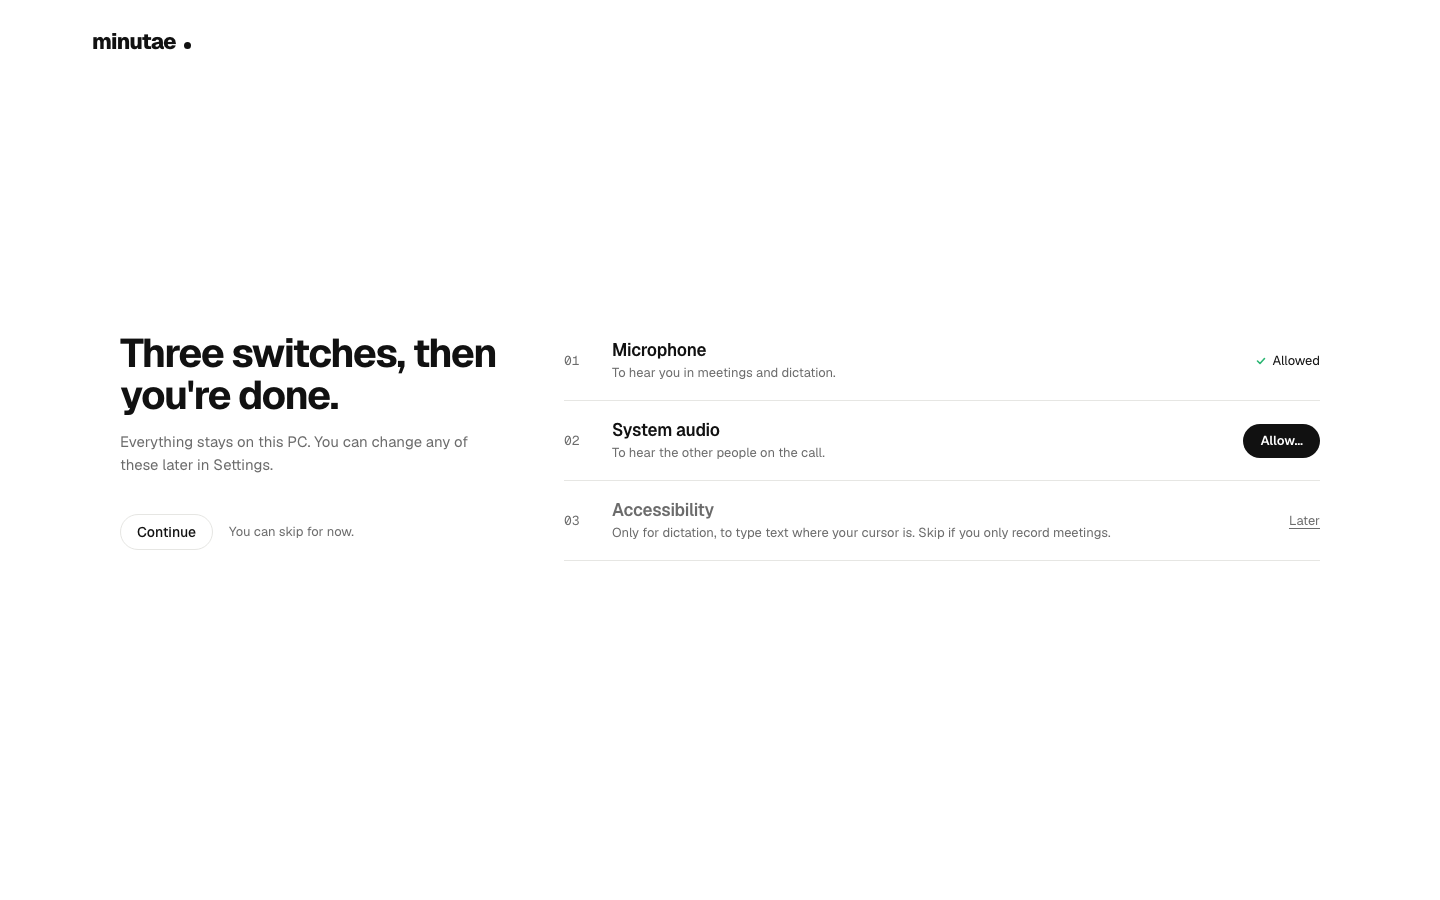 minutae
Three switches, then
you're done.
Everything stays on this PC. You can change any of
these later in Settings.
Continue
You can skip for now.
01
Microphone
To hear you in meetings and dictation.
Allowed
02
System audio
To hear the other people on the call.
Allow...
03
Accessibility
Only for dictation, to type text where your cursor is. Skip if you only record meetings.
Later